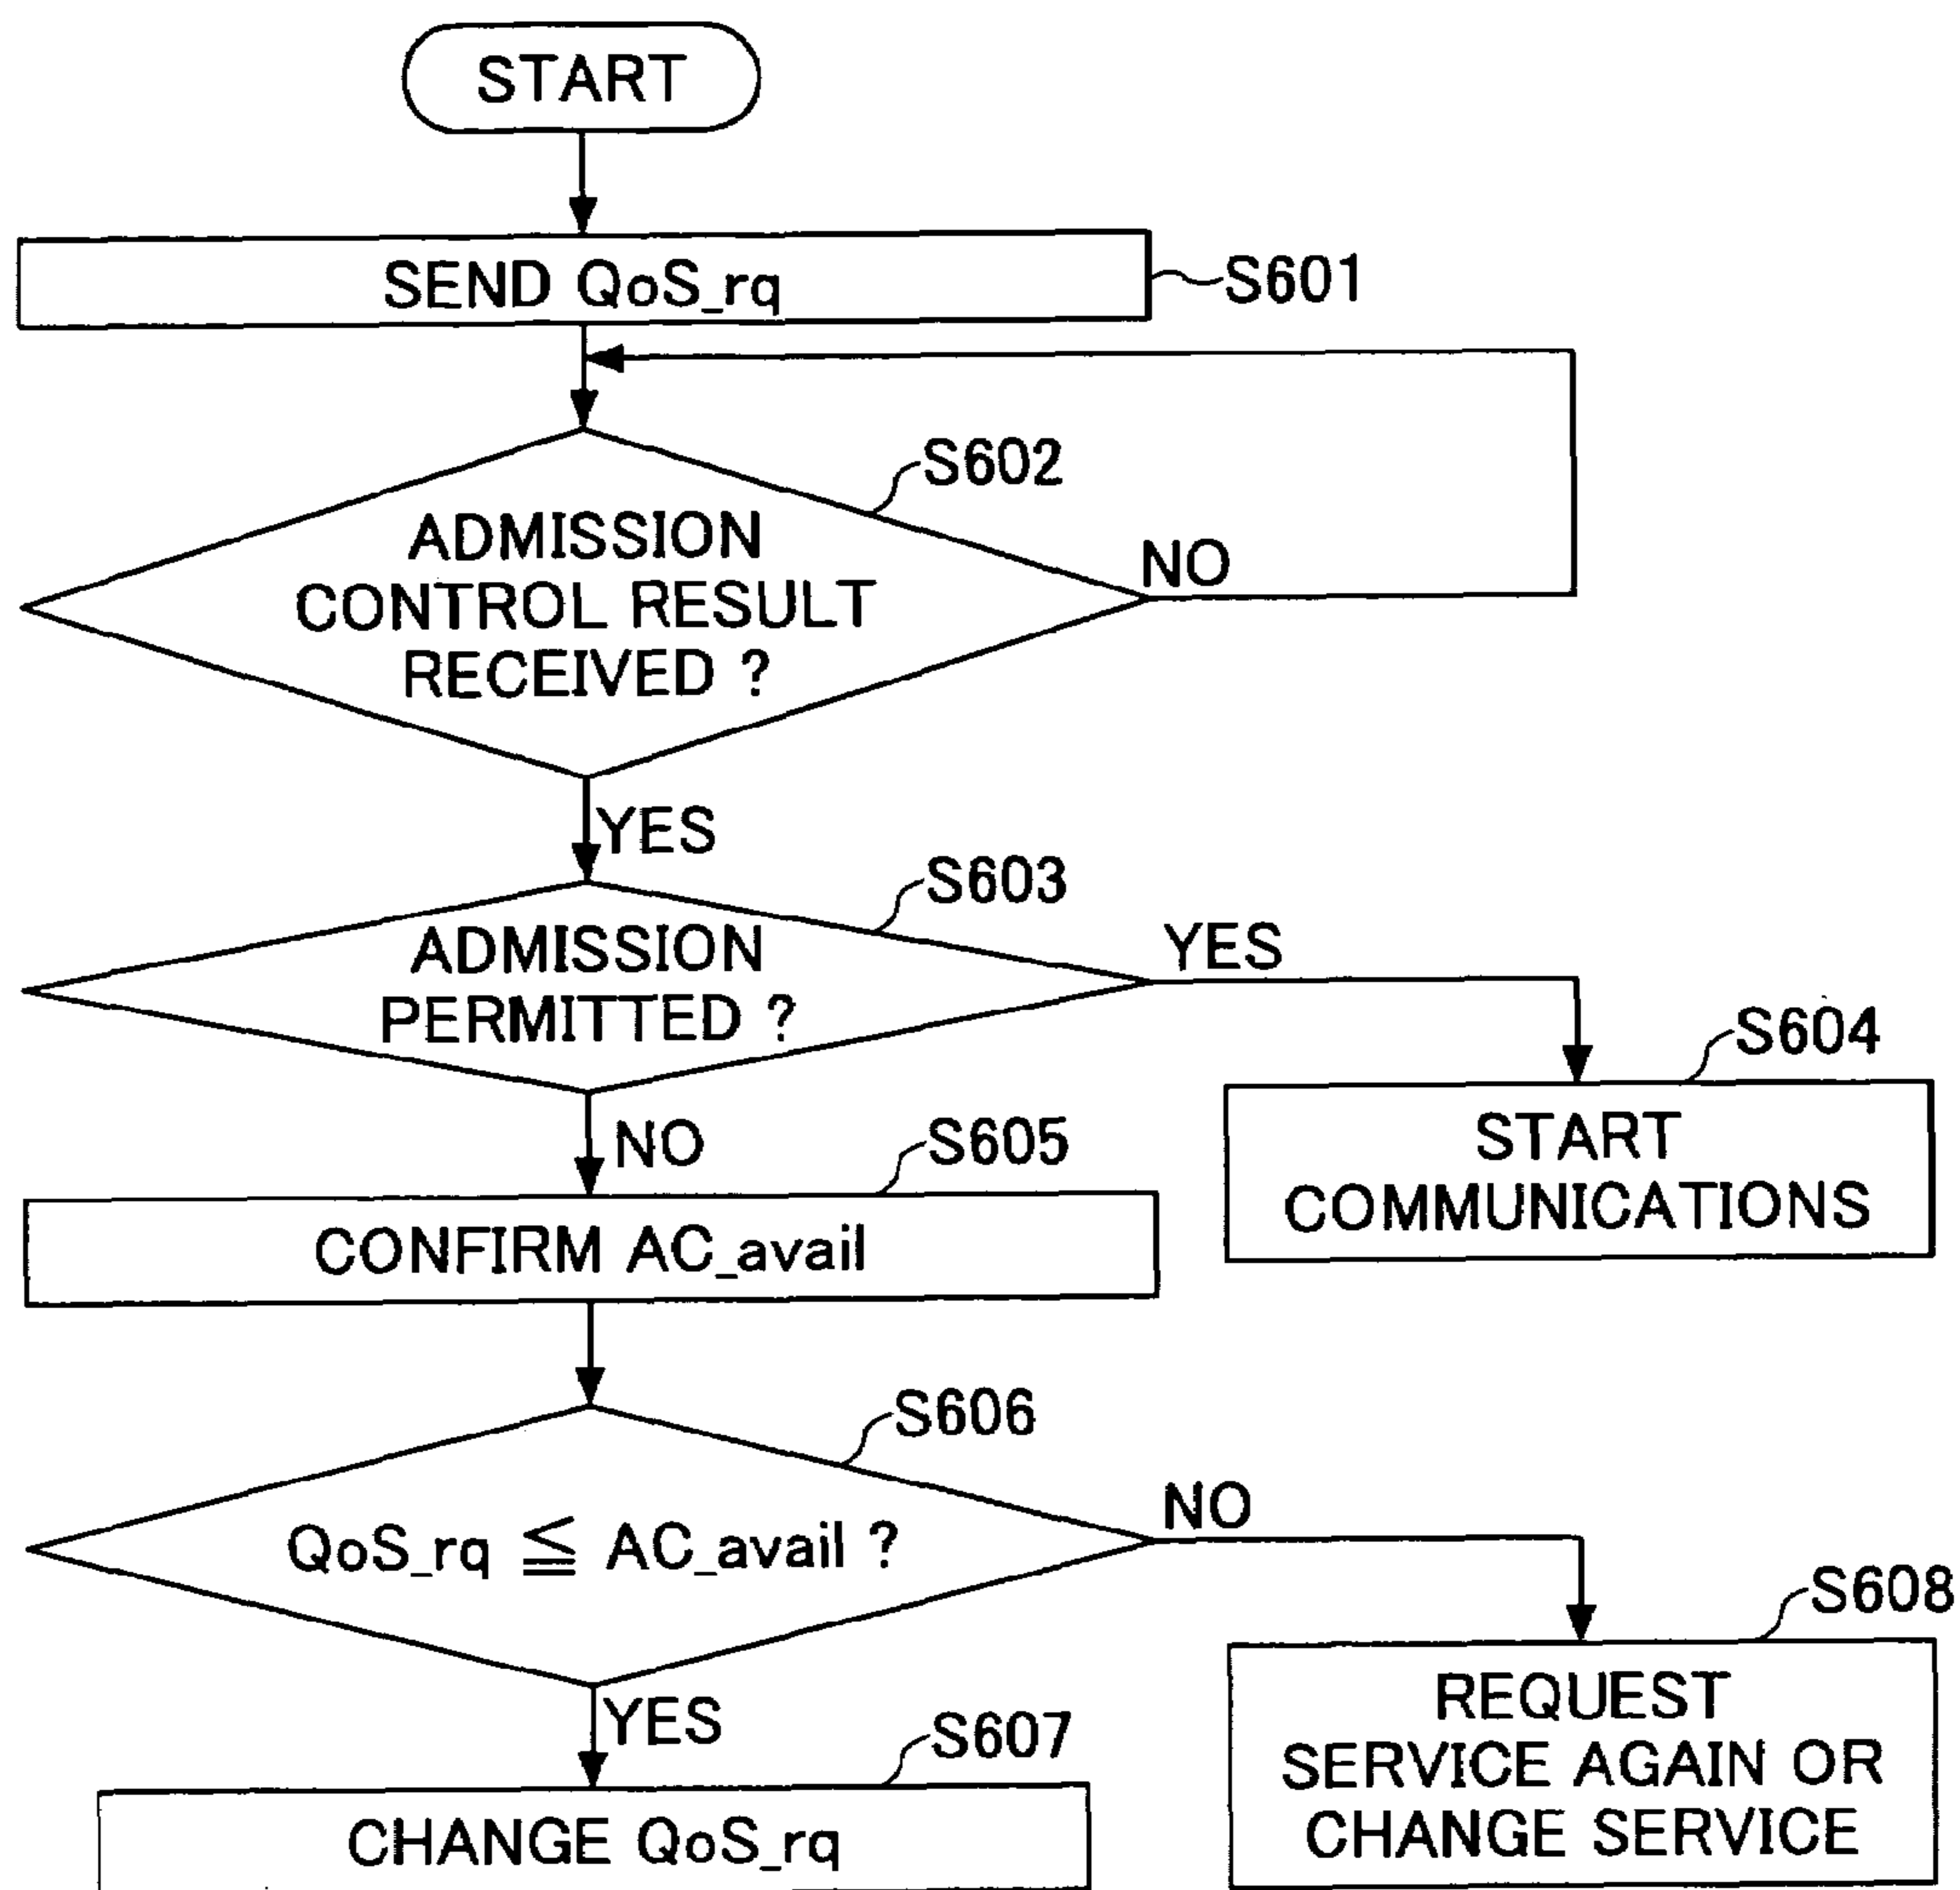 START
SEND QoS_rq
S601
S602
ADMISSION
CONTROL RESULT
RECEIVED ?
NO
YES
S603
ADMISSION
PERMITTED ?
YES
S604
START
COMMUNICATIONS
NO
S605
CONFIRM AC_avail
S606
QoS_rq ≦ AC_avail ?
NO
S608
REQUEST
SERVICE AGAIN OR
CHANGE SERVICE
YES
S607
CHANGE QoS_rq